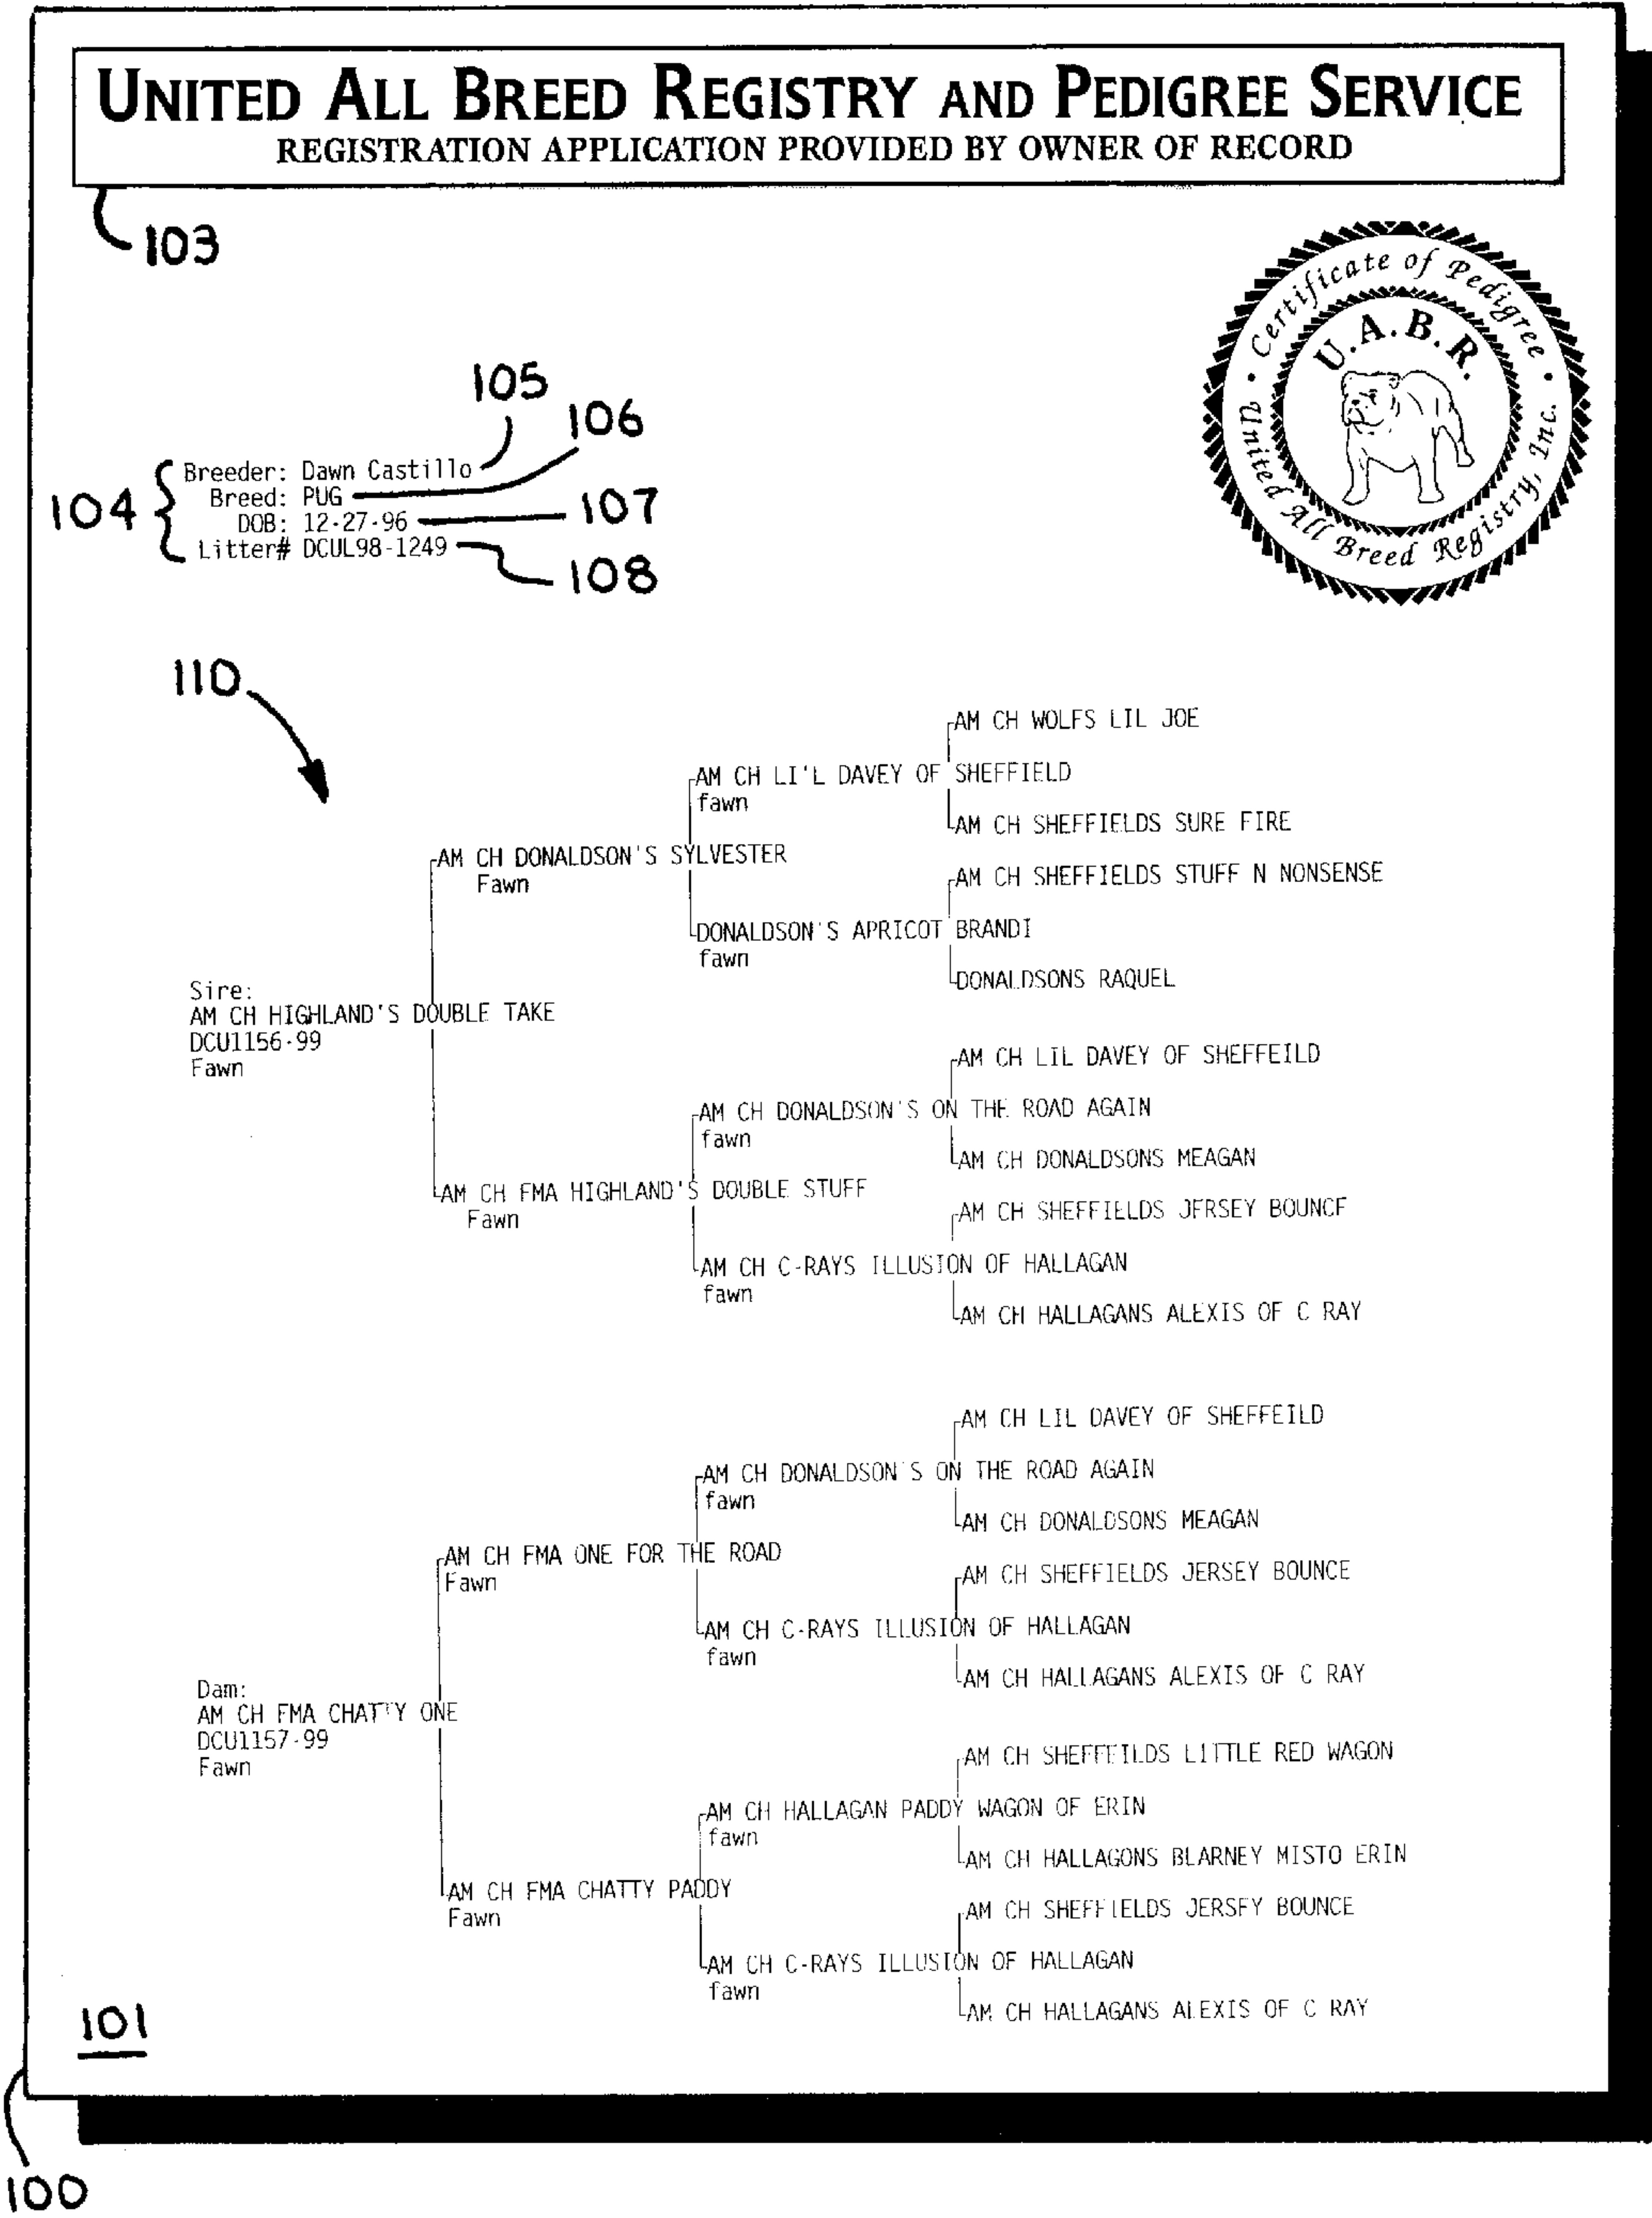 UNITED ALL BREED REGISTRY AND PEDIGREE SERVICE
REGISTRATION APPLICATION PROVIDED BY OWNER OF RECORD
103
Certificate of Pedigree
U.A.B.R.
United All Breed Registry, Inc.
105
106
104
Breeder: Dawn Castillo
Breed: PUG
DOB: 12-27-96
107
Litter# DCUL98-1249
108
110
AM CH WOLFS LIL JOE
AM CH LI'L DAVEY OF SHEFFIELD
fawn
AM CH SHEFFIELDS SURE FIRE
AM CH DONALDSON'S SYLVESTER
Fawn
AM CH SHEFFIELDS STUFF N NONSENSE
DONALDSON'S APRICOT BRANDI
fawn
DONALDSONS RAQUEL
Sire:
AM CH HIGHLAND'S DOUBLE TAKE
DCU1156-99
Fawn
AM CH LIL DAVEY OF SHEFFEILD
AM CH DONALDSON'S ON THE ROAD AGAIN
fawn
AM CH DONALDSONS MEAGAN
AM CH FMA HIGHLAND'S DOUBLE STUFF
Fawn
AM CH SHEFFIELDS JERSEY BOUNCE
AM CH C-RAYS ILLUSION OF HALLAGAN
fawn
AM CH HALLAGANS ALEXIS OF C RAY
AM CH LIL DAVEY OF SHEFFEILD
AM CH DONALDSON'S ON THE ROAD AGAIN
fawn
AM CH DONALDSONS MEAGAN
AM CH FMA ONE FOR THE ROAD
Fawn
AM CH SHEFFIELDS JERSEY BOUNCE
AM CH C-RAYS ILLUSION OF HALLAGAN
fawn
AM CH HALLAGANS ALEXIS OF C RAY
Dam:
AM CH FMA CHATTY ONE
DCU1157-99
Fawn
AM CH SHEFFEILDS LITTLE RED WAGON
AM CH HALLAGAN PADDY WAGON OF ERIN
fawn
AM CH HALLAGONS BLARNEY MISTO ERIN
AM CH FMA CHATTY PADDY
Fawn
AM CH SHEFFIELDS JERSEY BOUNCE
AM CH C-RAYS ILLUSION OF HALLAGAN
fawn
AM CH HALLAGANS ALEXIS OF C RAY
101
100